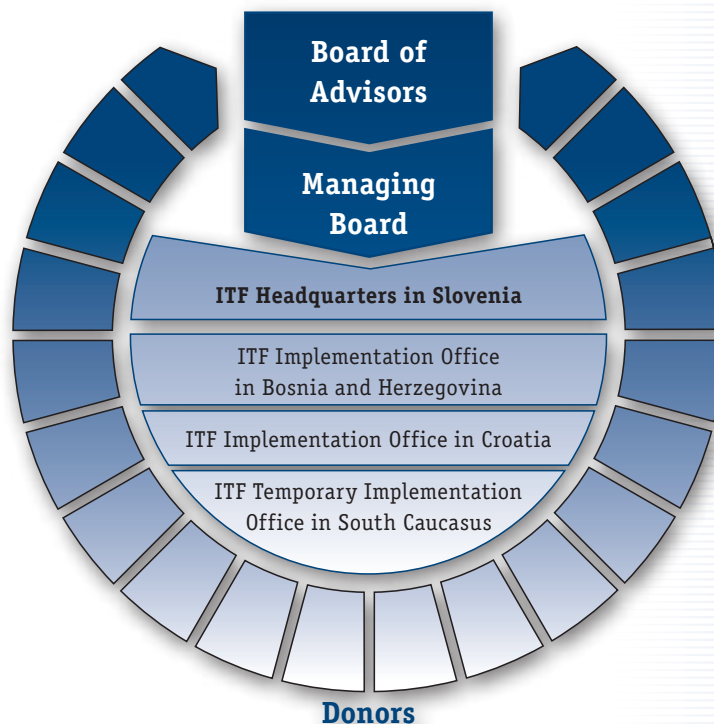 Board of
Advisors
Managing
Board
ITF Headquarters in Slovenia
ITF Implementation Office
in Bosnia and Herzegovina
ITF Implementation Office in Croatia
ITF Temporary Implementation
Office in South Caucasus
Donors